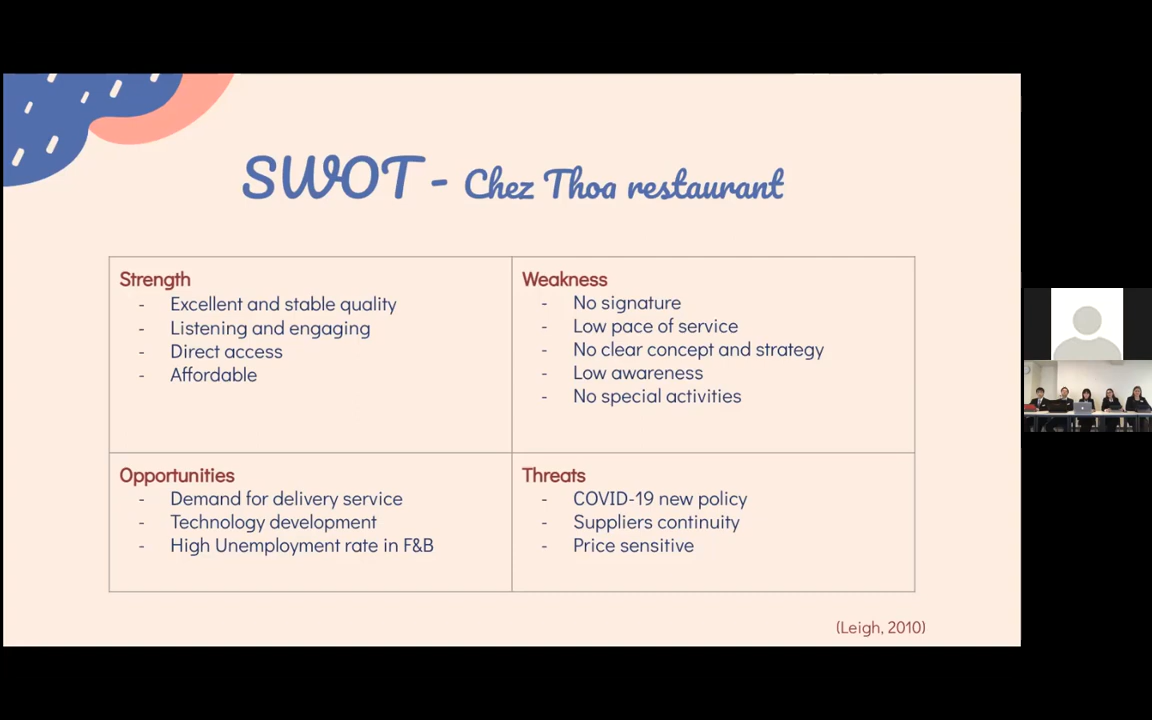 SWOT - Chez Thoa restaurant
Strength
- Excellent and stable quality
- Listening and engaging
- Direct access
- Affordable
Weakness
- No signature
- Low pace of service
- No clear concept and strategy
- Low awareness
- No special activities
Opportunities
- Demand for delivery service
- Technology development
- High Unemployment rate in F&B
Threats
- COVID-19 new policy
- Suppliers continuity
- Price sensitive
(Leigh, 2010)